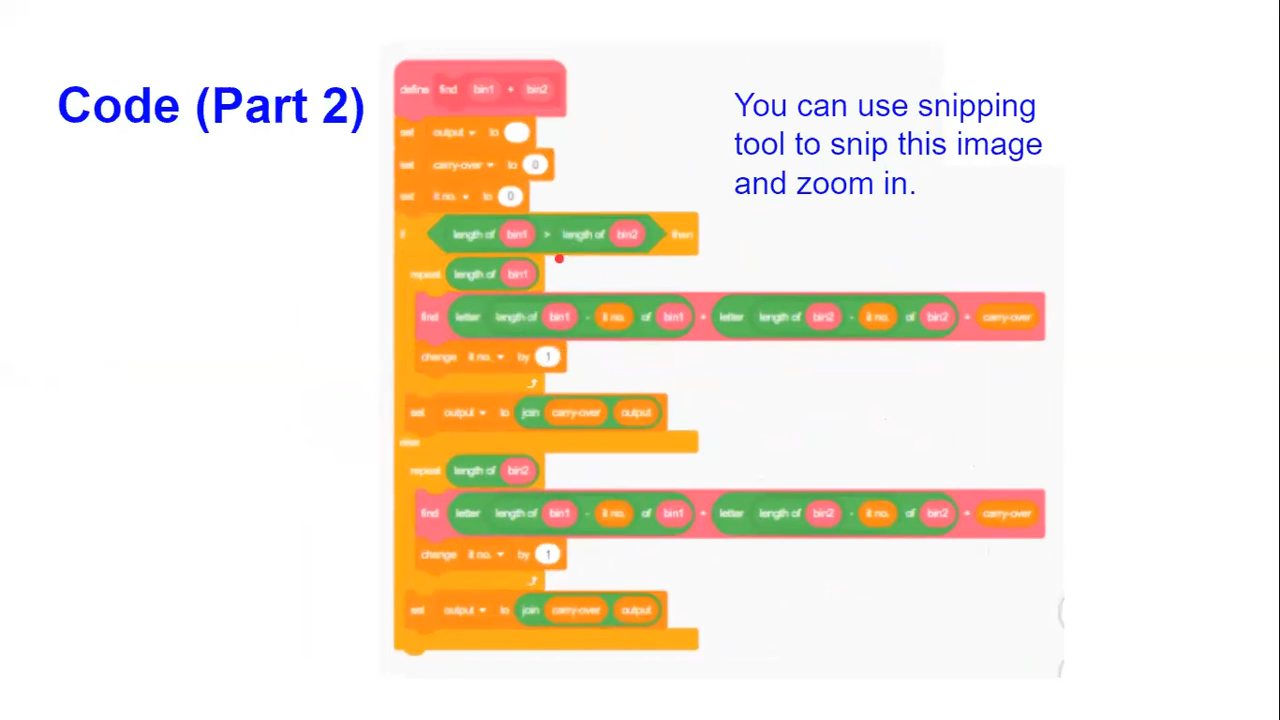 Code (Part 2)
You can use snipping
tool to snip this image
and zoom in.
define find bin1 + bin2
set output to
set carry-over to 0
set it no. to 0
if length of bin1 > length of bin2 then
repeat length of bin1
find letter length of bin1 - it no. of bin1 + letter length of bin2 - it no. of bin2 + carry-over
change it no. by 1
set output to join carry-over output
else
repeat length of bin2
find letter length of bin1 - it no. of bin1 + letter length of bin2 - it no. of bin2 + carry-over
change it no. by 1
set output to join carry-over output